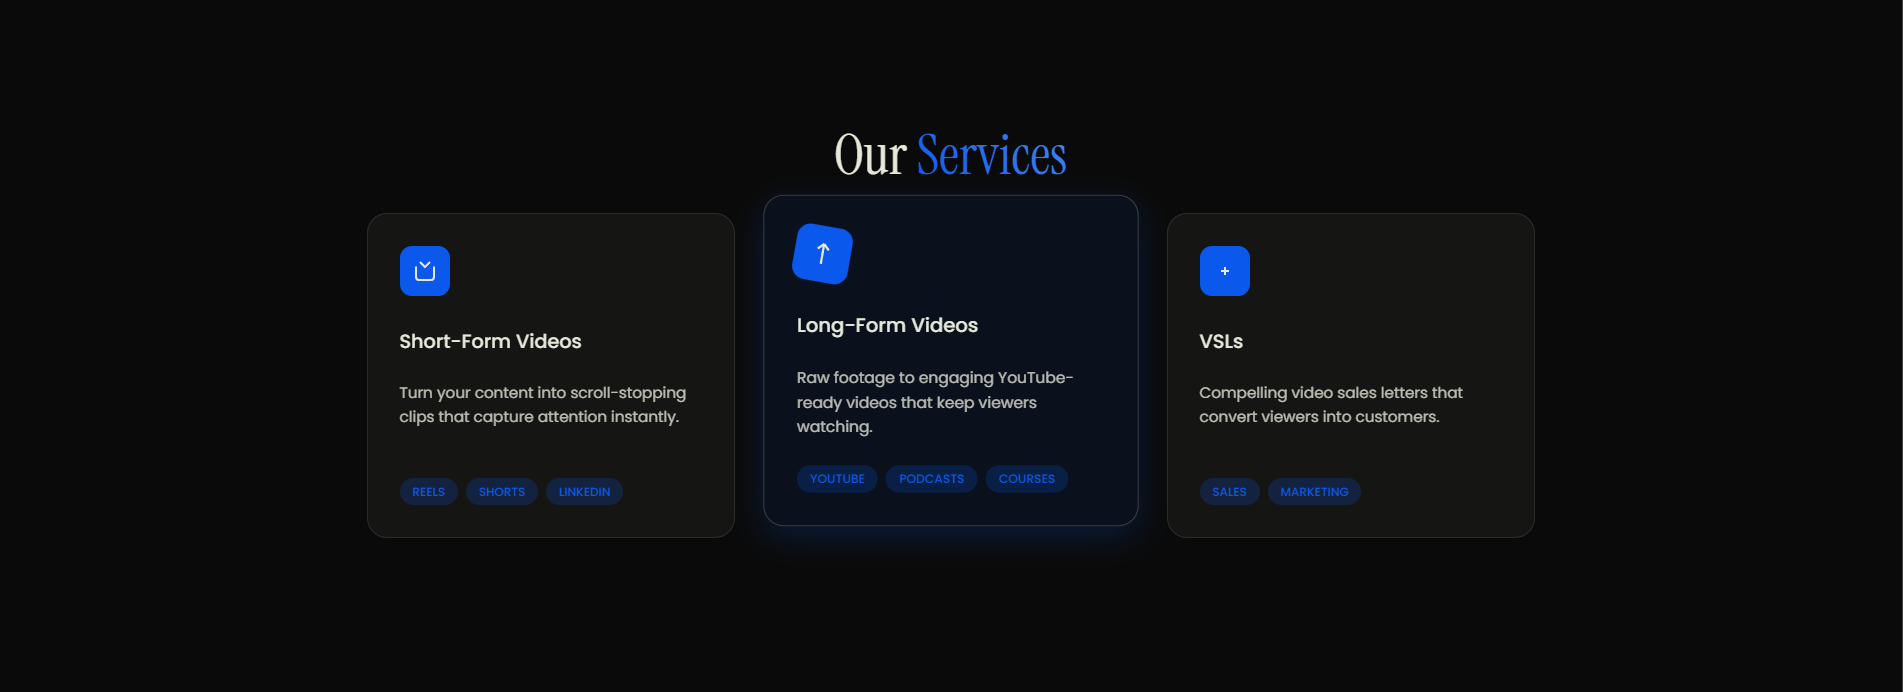 Our Services
Short-Form Videos
Turn your content into scroll-stopping
clips that capture attention instantly.
REELS SHORTS LINKEDIN
Long-Form Videos
Raw footage to engaging YouTube-
ready videos that keep viewers
watching.
YOUTUBE PODCASTS COURSES
VSLs
Compelling video sales letters that
convert viewers into customers.
SALES MARKETING